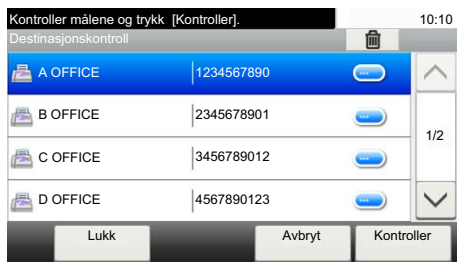 Kontroller målene og trykk [Kontroller]. 10:10
Destinasjonskontroll
A OFFICE 1234567890
B OFFICE 2345678901
1/2
C OFFICE 3456789012
D OFFICE 4567890123
Lukk Avbryt Kontroller